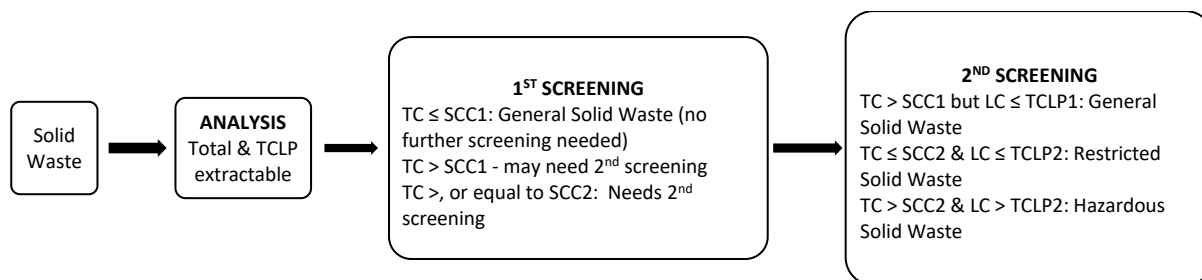 Solid
Waste
ANALYSIS
Total & TCLP
extractable
1ST SCREENING
TC ≤ SCC1: General Solid Waste (no
further screening needed)
TC > SCC1 - may need 2nd screening
TC >, or equal to SCC2:  Needs 2nd
screening
2ND SCREENING
TC > SCC1 but LC ≤ TCLP1: General
Solid Waste
TC ≤ SCC2 & LC ≤ TCLP2: Restricted
Solid Waste
TC > SCC2 & LC > TCLP2: Hazardous
Solid Waste